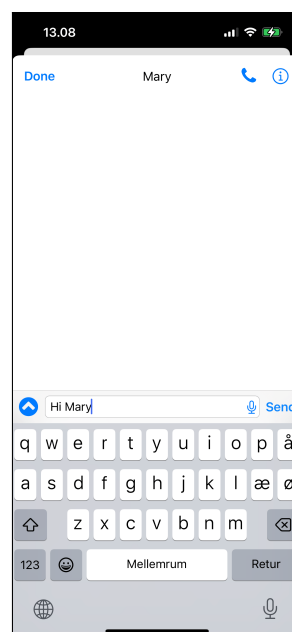 13.08
Done Mary
Hi Mary Send
q w e r t y u i o p å
a s d f g h j k l æ ø
z x c v b n m
123 Mellemrum Retur